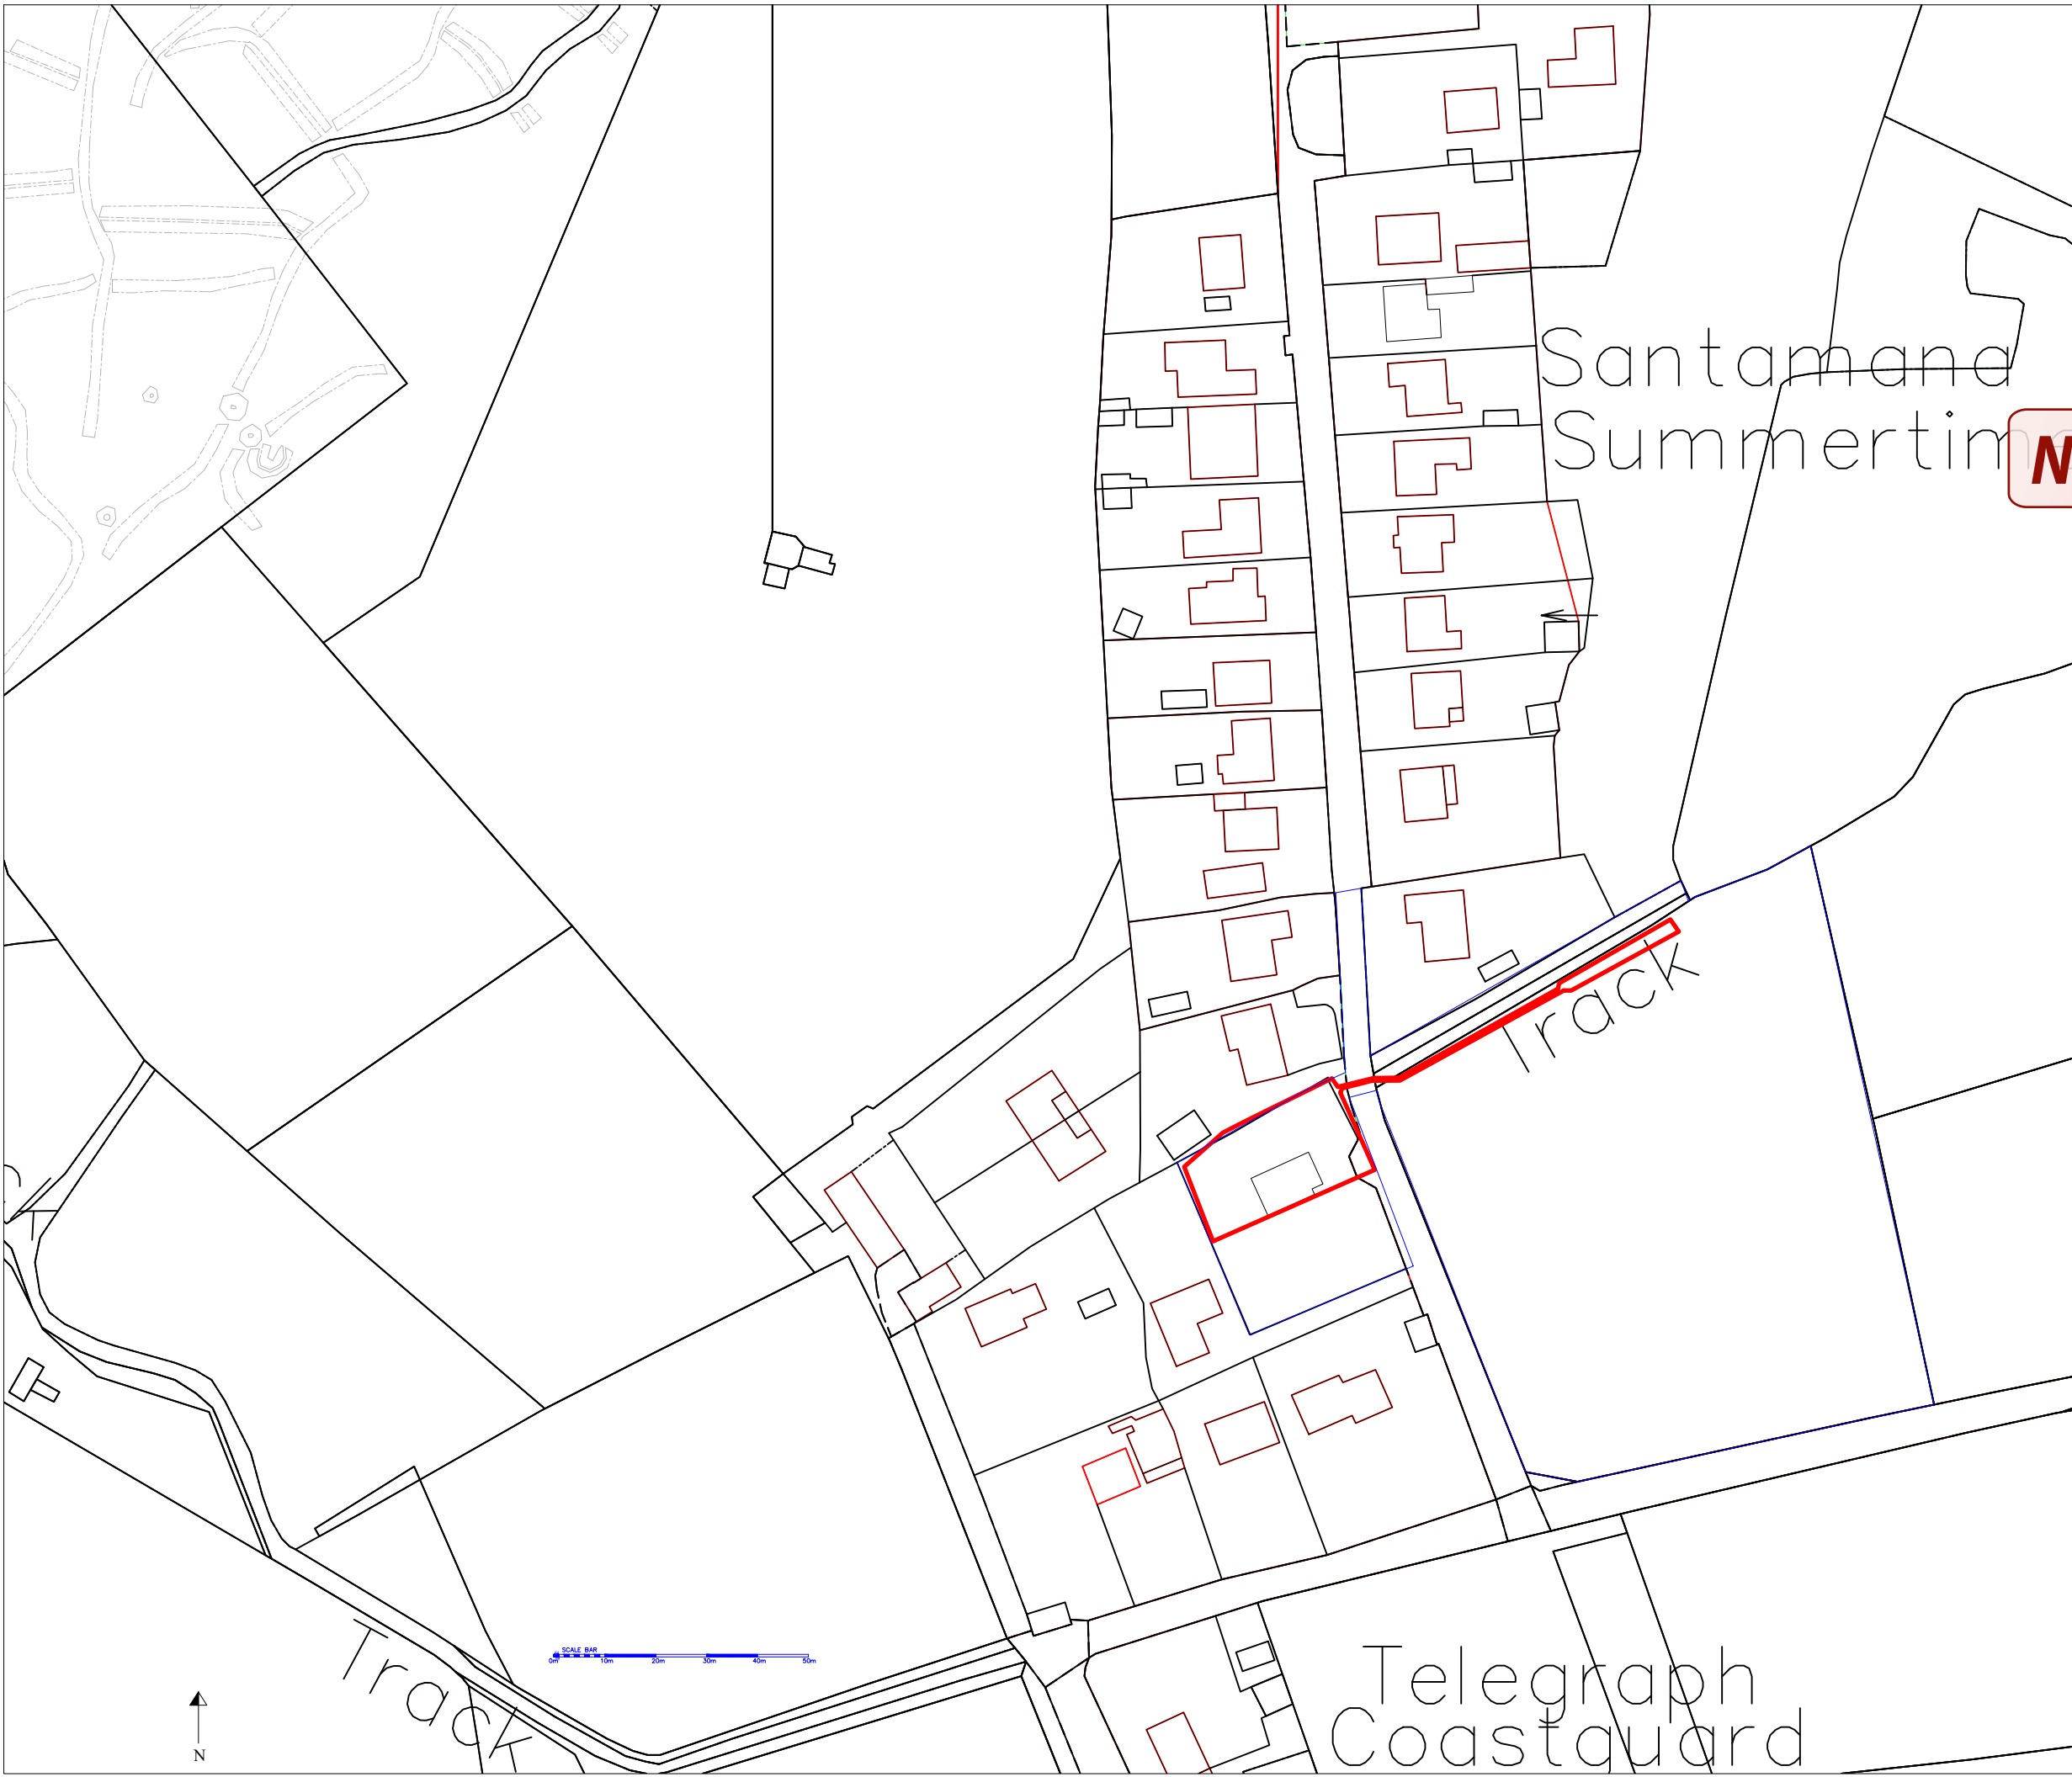 Santamana
Summertim
N
Track
SCALE BAR
0m 10m 20m 30m 40m 50m
Track
N
Telegraph
Coastguard